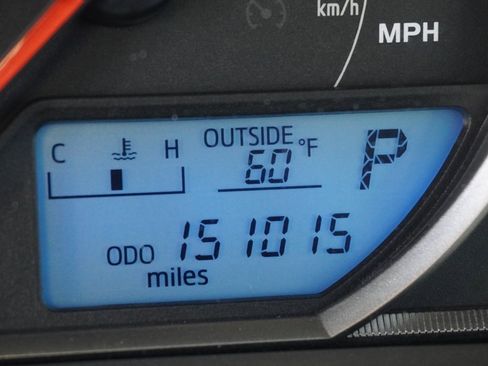 km/h
MPH
OUTSIDE
C H 60 °F P
ODO 151015
miles